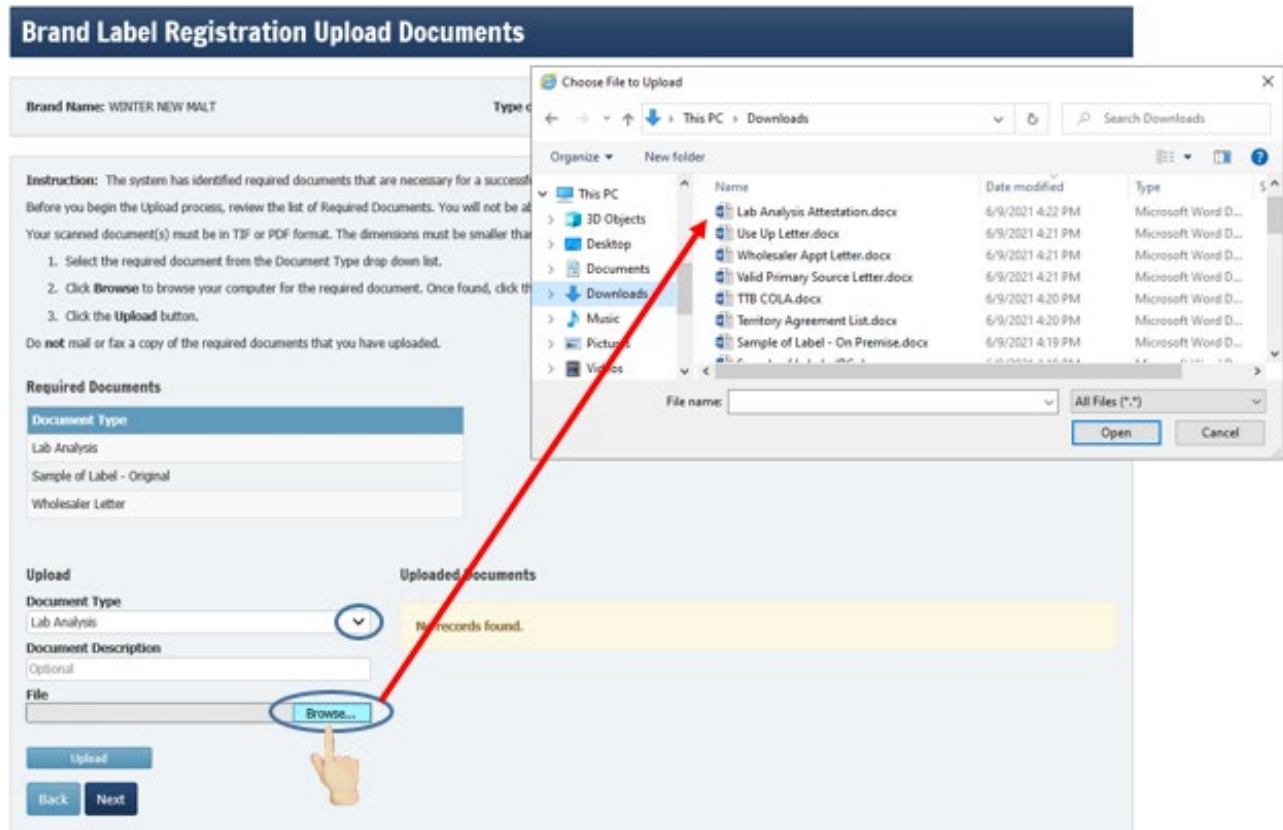 Brand Label Registration Upload Documents
Brand Name: WINTER NEW MALT
Type
Instruction: The system has identified required documents that are necessary for a
Before you begin the Upload process, review the list of Required Documents. You will not be
Your scanned document(s) must be in TIF or PDF format. The dimensions must be smaller than
1. Select the required document from the Document Type drop down list.
2. Click Browse to browse your computer for the required document. Once found, click
3. Click the Upload button.
Do not mail or fax a copy of the required documents that you have uploaded.
Required Documents
Document Type
Lab Analysis
Sample of Label - Original
Wholesaler Letter
Upload
Document Type
Lab Analysis
Document Description
Optional
File
Browse...
Upload
Back Next
Uploaded Documents
No records found.
Choose File to Upload
This PC > Downloads
Search Downloads
Organize New folder
This PC
3D Objects
Desktop
Documents
Downloads
Music
Pictures
Videos
Name Date modified Type S
Lab Analysis Attestation.docx 6/9/2021 4:22 PM Microsoft Word D...
Use Up Letter.docx 6/9/2021 4:21 PM Microsoft Word D...
Wholesaler Appt Letter.docx 6/9/2021 4:21 PM Microsoft Word D...
Valid Primary Source Letter.docx 6/9/2021 4:21 PM Microsoft Word D...
TTB COLA.docx 6/9/2021 4:20 PM Microsoft Word D...
Territory Agreement List.docx 6/9/2021 4:20 PM Microsoft Word D...
Sample of Label - On Premise.docx 6/9/2021 4:19 PM Microsoft Word D...
File name:
All Files (*.*)
Open Cancel